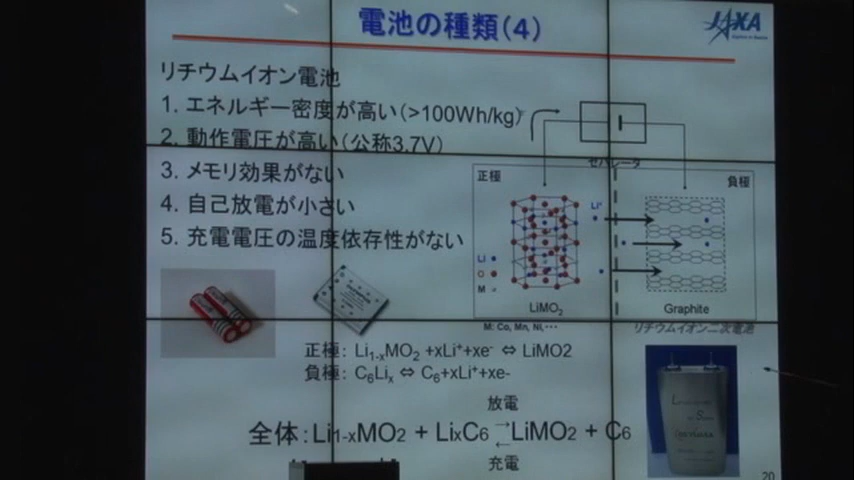 電池の種類(4)
JAXA
リチウムイオン電池
1. エネルギー密度が高い(>100Wh/kg)
2. 動作電圧が高い(公称3.7V)
3. メモリ効果がない
4. 自己放電が小さい
5. 充電電圧の温度依存性がない
セパレータ
正極
負極
Li⁺
Li
O
M
LiMO₂
Graphite
M: Co, Mn, Ni,･･･
リチウムイオン二次電池
正極: Li₁₋ₓMO₂ +xLi⁺+xe⁻ ⇔ LiMO2
負極: C₆Liₓ ⇔ C₆+xLi⁺+xe-
放電
全体:Li1-xMO2 + LixC6 →← LiMO2 + C6
充電
20